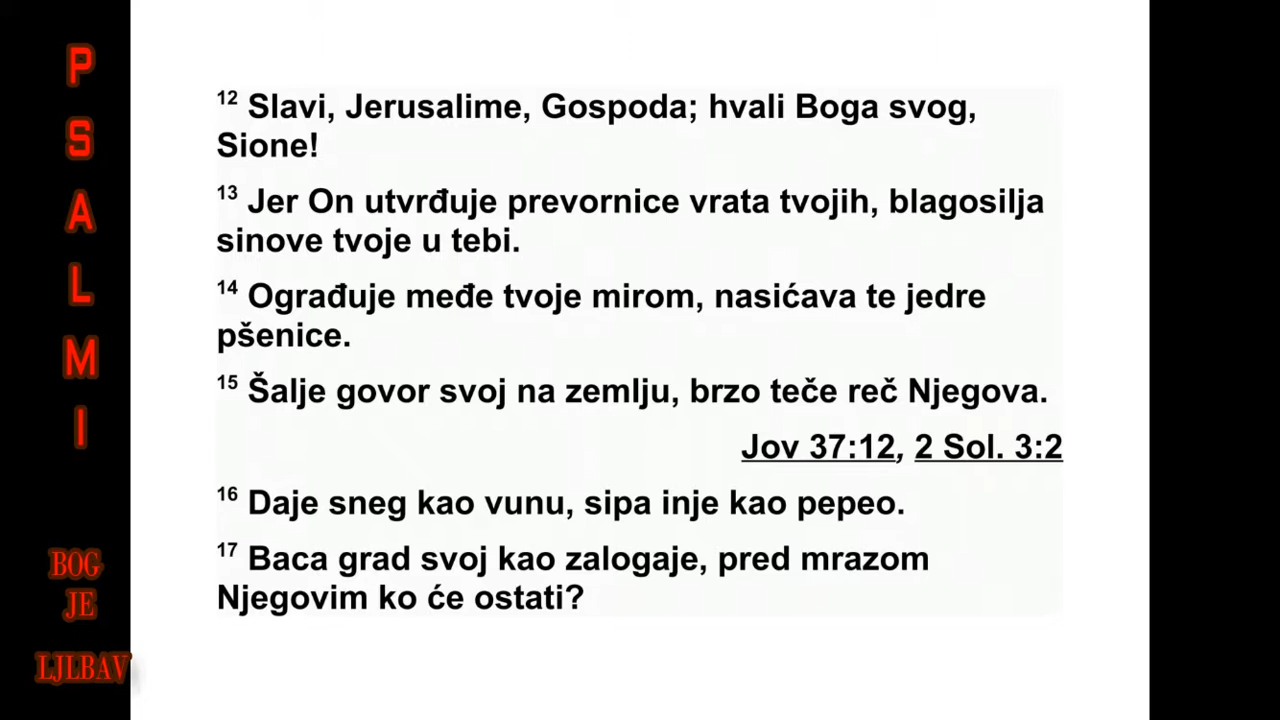 PSALMI
BOG
JE
LJLBAV
12 Slavi, Jerusalime, Gospoda; hvali Boga svog,
Sione!
13 Jer On utvrđuje prevornice vrata tvojih, blagosilja
sinove tvoje u tebi.
14 Ograđuje međe tvoje mirom, nasićava te jedre
pšenice.
15 Šalje govor svoj na zemlju, brzo teče reč Njegova.
Jov 37:12, 2 Sol. 3:2
16 Daje sneg kao vunu, sipa inje kao pepeo.
17 Baca grad svoj kao zalogaje, pred mrazom
Njegovim ko će ostati?